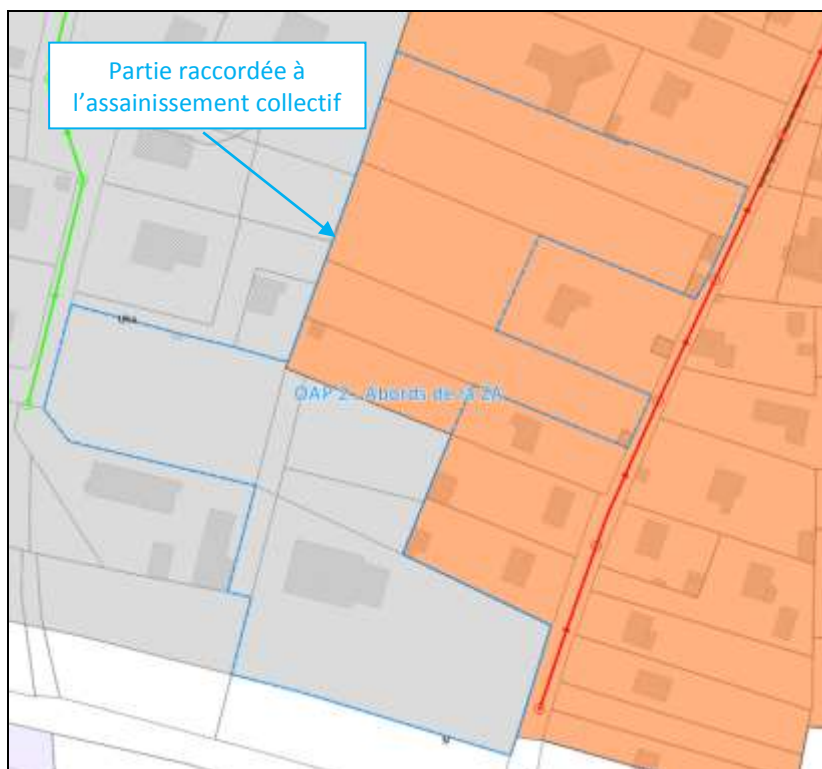 Partie raccordée à
l'assainissement collectif
OAP 2 - Abords de la ZA